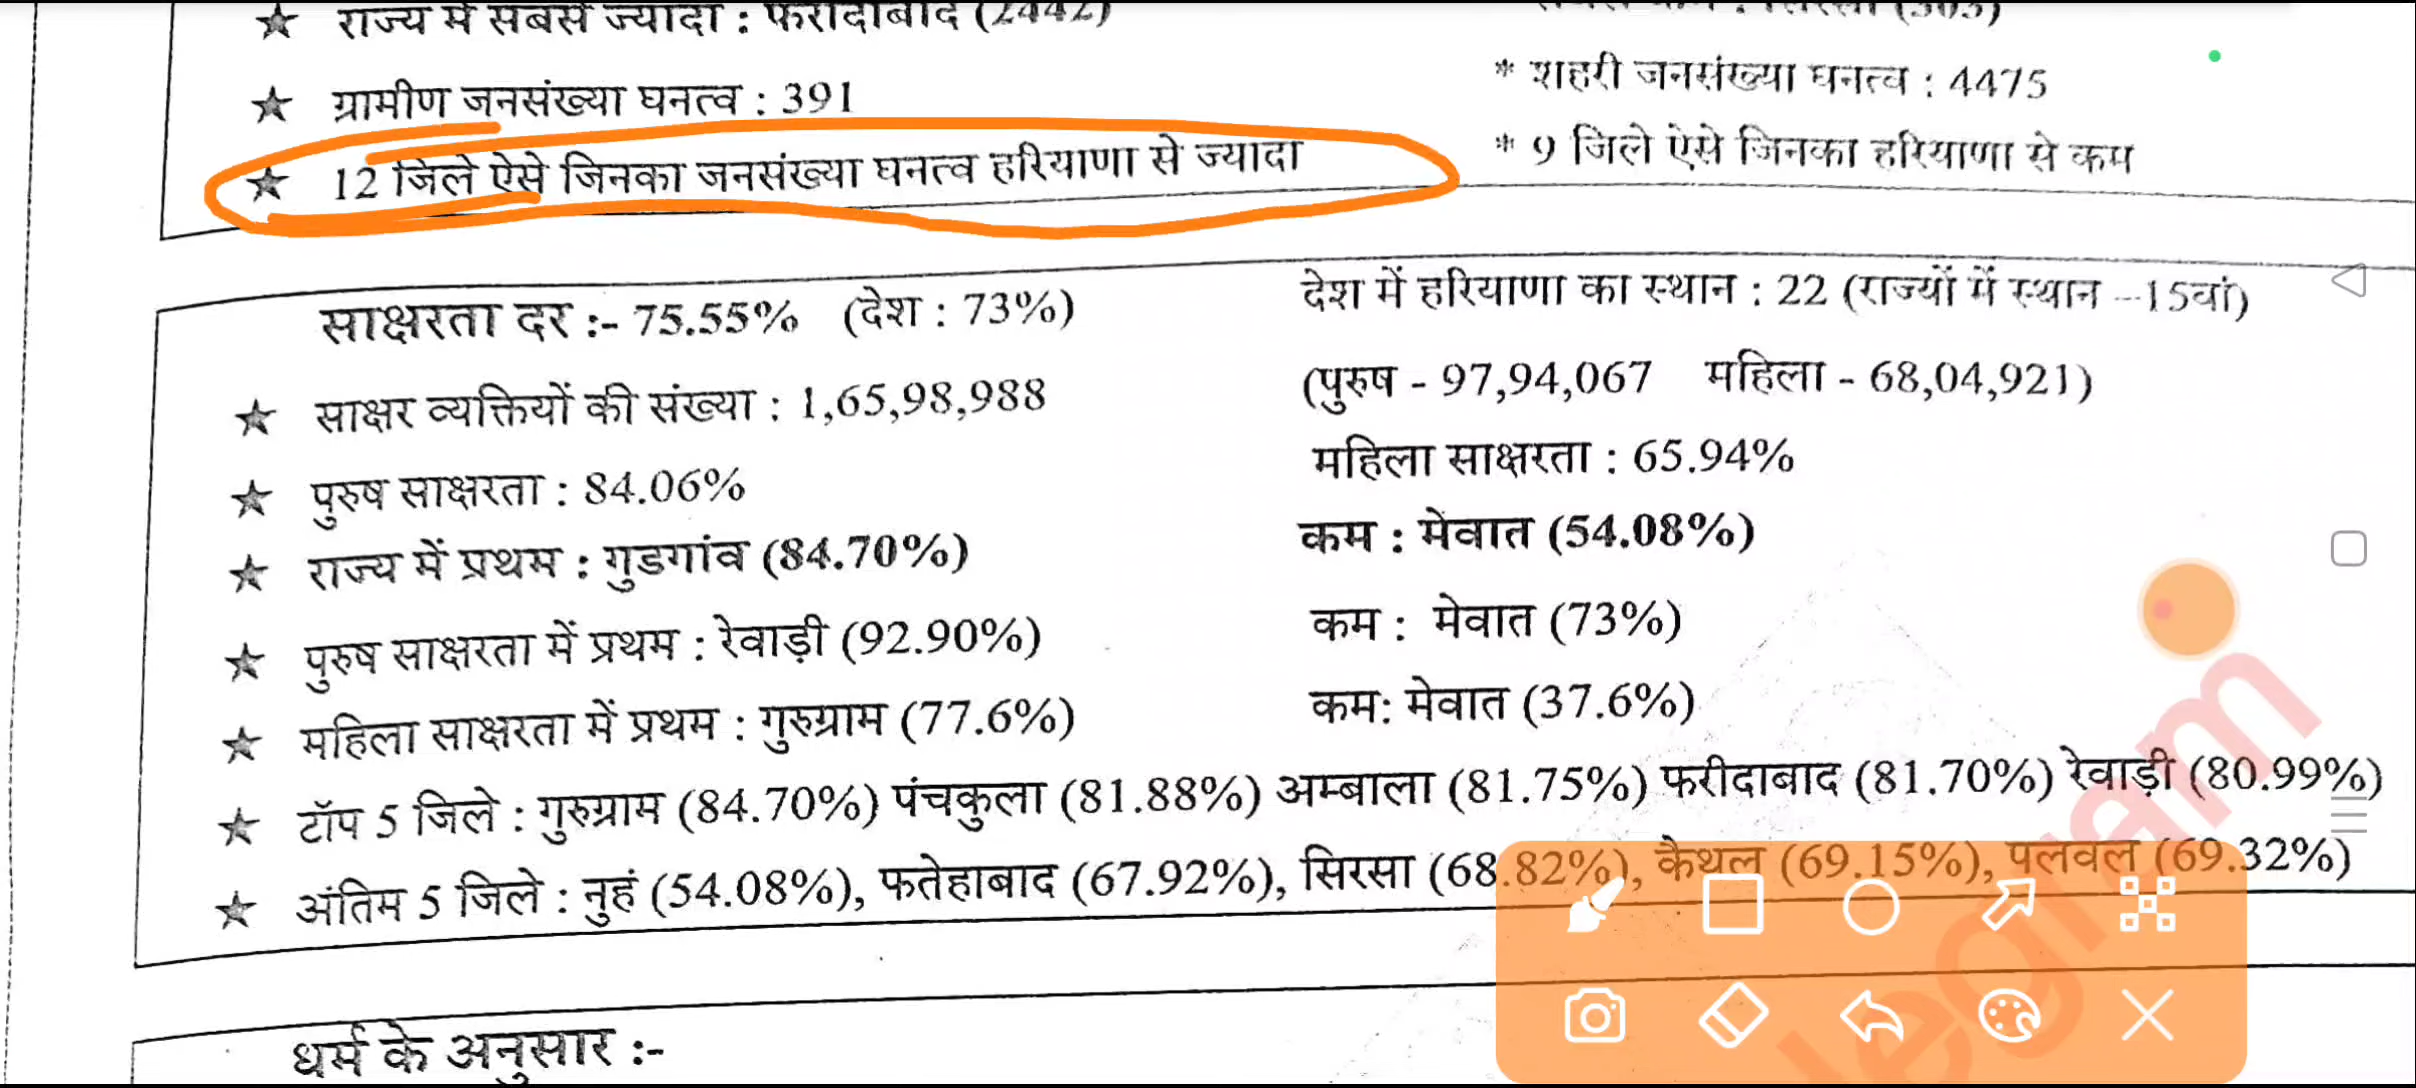 ★ राज्य में सबसे ज्यादा : फरीदाबाद (2442)
★ ग्रामीण जनसंख्या घनत्व : 391
* शहरी जनसंख्या घनत्व : 4475
★ 12 जिले ऐसे जिनका जनसंख्या घनत्व हरियाणा से ज्यादा
* 9 जिले ऐसे जिनका हरियाणा से कम
साक्षरता दर :- 75.55% (देश : 73%)
देश में हरियाणा का स्थान : 22 (राज्यों में स्थान --15वां)
★ साक्षर व्यक्तियों की संख्या : 1,65,98,988
(पुरुष - 97,94,067 महिला - 68,04,921)
★ पुरुष साक्षरता : 84.06%
महिला साक्षरता : 65.94%
★ राज्य में प्रथम : गुडगांव (84.70%)
कम : मेवात (54.08%)
★ पुरुष साक्षरता में प्रथम : रेवाड़ी (92.90%)
कम : मेवात (73%)
★ महिला साक्षरता में प्रथम : गुरुग्राम (77.6%)
कम: मेवात (37.6%)
★ टॉप 5 जिले : गुरुग्राम (84.70%) पंचकुला (81.88%) अम्बाला (81.75%) फरीदाबाद (81.70%) रेवाड़ी (80.99%)
★ अंतिम 5 जिले : नुहं (54.08%), फतेहाबाद (67.92%), सिरसा (68.82%), कैथल (69.15%), पलवल (69.32%)
धर्म के अनुसार :-
legram